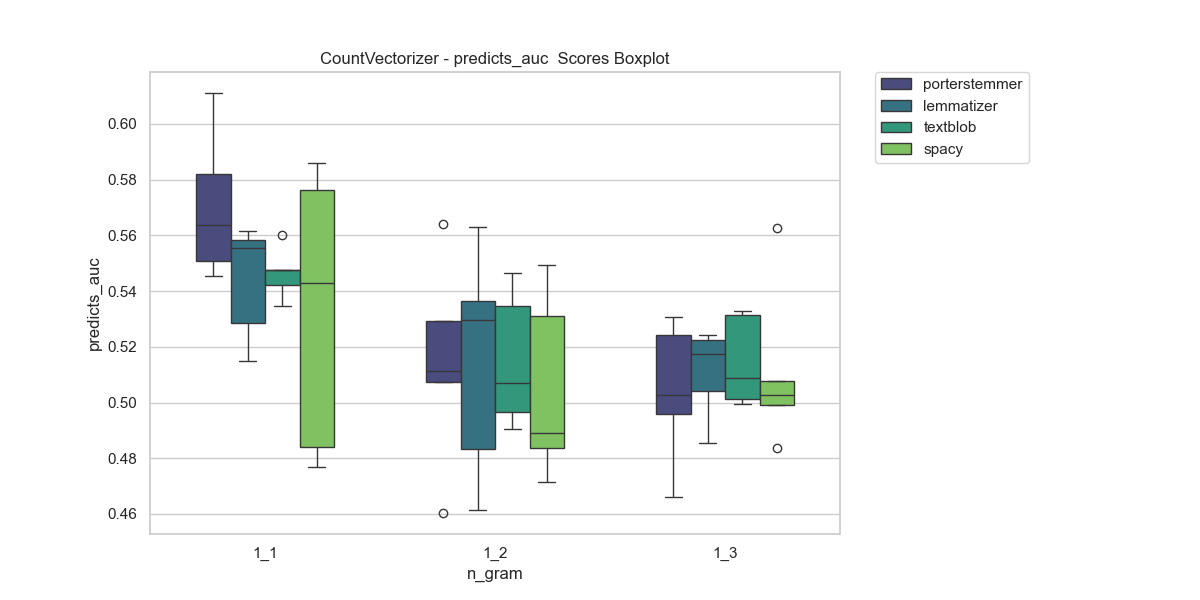 CountVectorizer - predicts_auc  Scores Boxplot
porterstemmer
lemmatizer
textblob
spacy
predicts_auc
0.60
0.58
0.56
0.54
0.52
0.50
0.48
0.46
1_1
1_2
1_3
n_gram